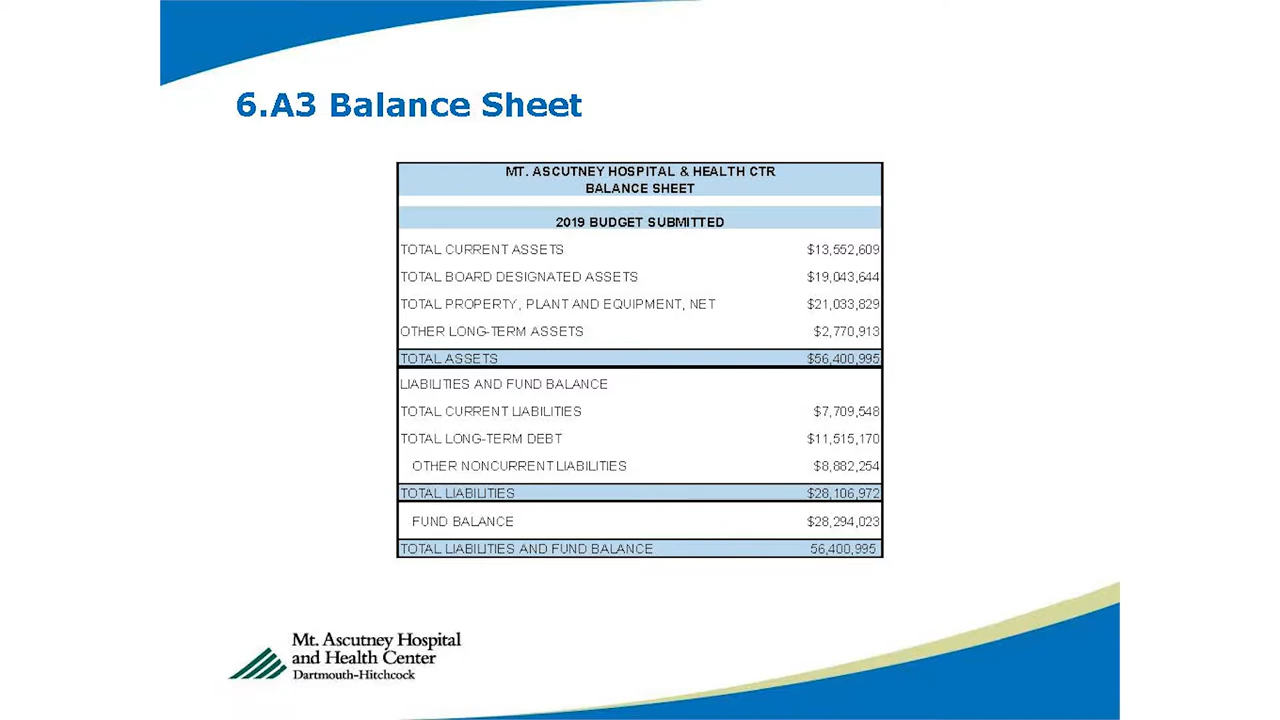 6.A3 Balance Sheet
MT. ASCUTNEY HOSPITAL & HEALTH CTR
BALANCE SHEET
2019 BUDGET SUBMITTED
TOTAL CURRENT ASSETS $13,552,609
TOTAL BOARD DESIGNATED ASSETS $19,043,644
TOTAL PROPERTY, PLANT AND EQUIPMENT, NET $21,033,829
OTHER LONG-TERM ASSETS $2,770,913
TOTAL ASSETS $56,400,995
LIABILITIES AND FUND BALANCE
TOTAL CURRENT LIABILITIES $7,709,548
TOTAL LONG-TERM DEBT $11,515,170
OTHER NONCURRENT LIABILITIES $8,882,254
TOTAL LIABILITIES $28,106,972
FUND BALANCE $28,294,023
TOTAL LIABILITIES AND FUND BALANCE 56,400,995
Mt. Ascutney Hospital
and Health Center
Dartmouth-Hitchcock